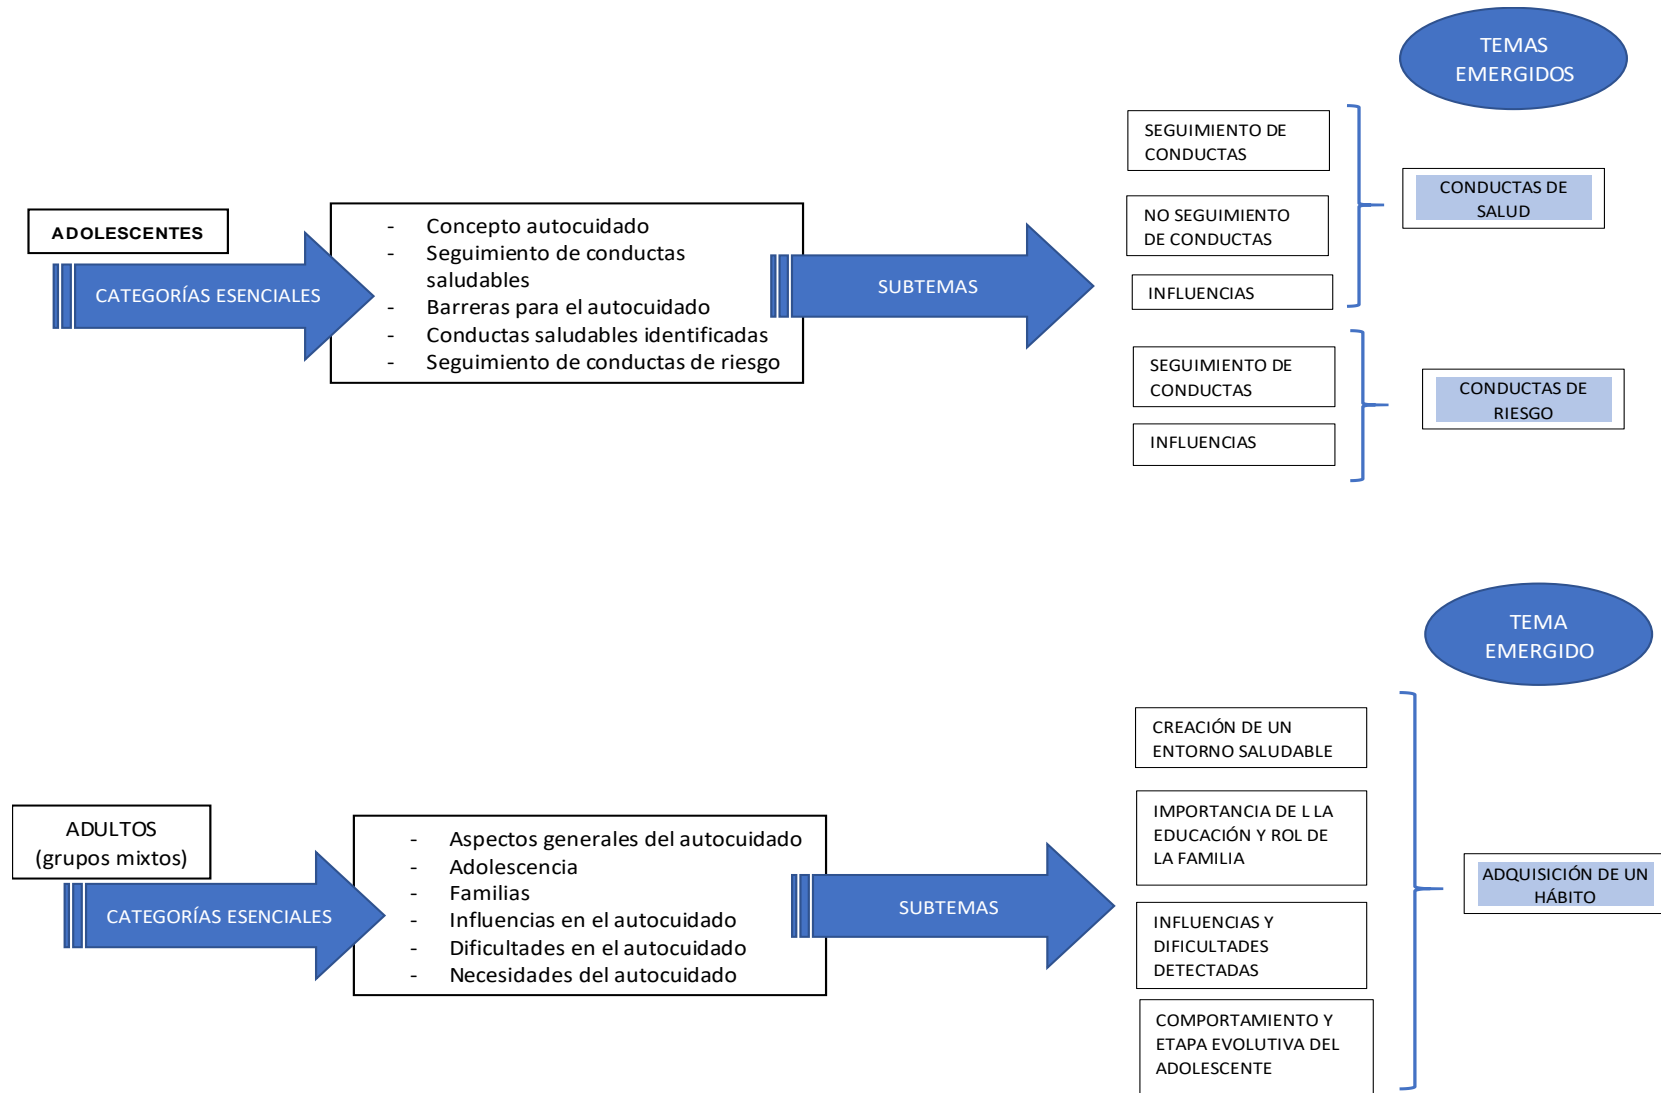 TEMAS
EMERGIDOS
ADOLESCENTES
CATEGORÍAS ESENCIALES
- Concepto autocuidado
- Seguimiento de conductas
saludables
- Barreras para el autocuidado
- Conductas saludables identificadas
- Seguimiento de conductas de riesgo
SUBTEMAS
SEGUIMIENTO DE
CONDUCTAS
NO SEGUIMIENTO
DE CONDUCTAS
INFLUENCIAS
CONDUCTAS DE
SALUD
SEGUIMIENTO DE
CONDUCTAS
INFLUENCIAS
CONDUCTAS DE
RIESGO
TEMA
EMERGIDO
ADULTOS
(grupos mixtos)
CATEGORÍAS ESENCIALES
- Aspectos generales del autocuidado
- Adolescencia
- Familias
- Influencias en el autocuidado
- Dificultades en el autocuidado
- Necesidades del autocuidado
SUBTEMAS
CREACIÓN DE UN
ENTORNO SALUDABLE
IMPORTANCIA DE L LA
EDUCACIÓN Y ROL DE
LA FAMILIA
INFLUENCIAS Y
DIFICULTADES
DETECTADAS
COMPORTAMIENTO Y
ETAPA EVOLUTIVA DEL
ADOLESCENTE
ADQUISICIÓN DE UN
HÁBITO